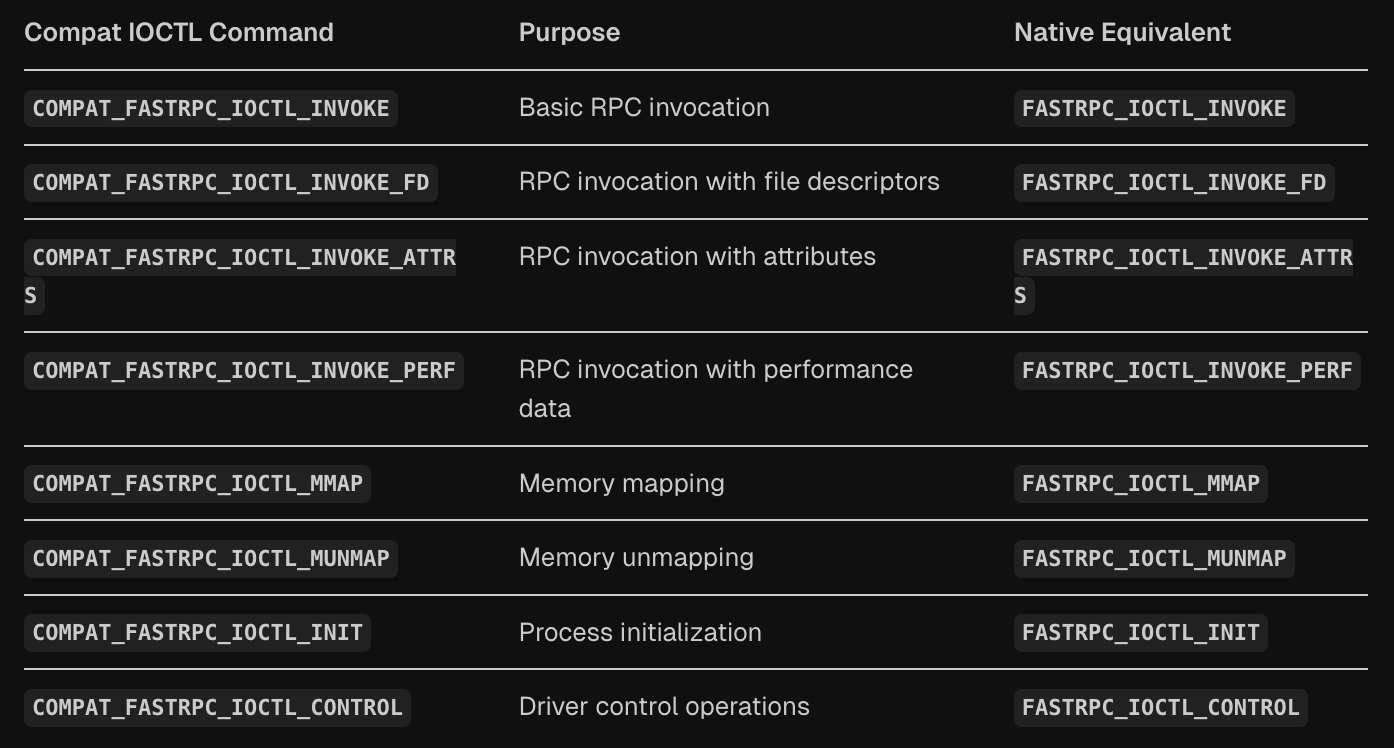 Compat IOCTL Command Purpose Native Equivalent
COMPAT_FASTRPC_IOCTL_INVOKE Basic RPC invocation FASTRPC_IOCTL_INVOKE
COMPAT_FASTRPC_IOCTL_INVOKE_FD RPC invocation with file descriptors FASTRPC_IOCTL_INVOKE_FD
COMPAT_FASTRPC_IOCTL_INVOKE_ATTR RPC invocation with attributes FASTRPC_IOCTL_INVOKE_ATTR
S S
COMPAT_FASTRPC_IOCTL_INVOKE_PERF RPC invocation with performance FASTRPC_IOCTL_INVOKE_PERF
data
COMPAT_FASTRPC_IOCTL_MMAP Memory mapping FASTRPC_IOCTL_MMAP
COMPAT_FASTRPC_IOCTL_MUNMAP Memory unmapping FASTRPC_IOCTL_MUNMAP
COMPAT_FASTRPC_IOCTL_INIT Process initialization FASTRPC_IOCTL_INIT
COMPAT_FASTRPC_IOCTL_CONTROL Driver control operations FASTRPC_IOCTL_CONTROL